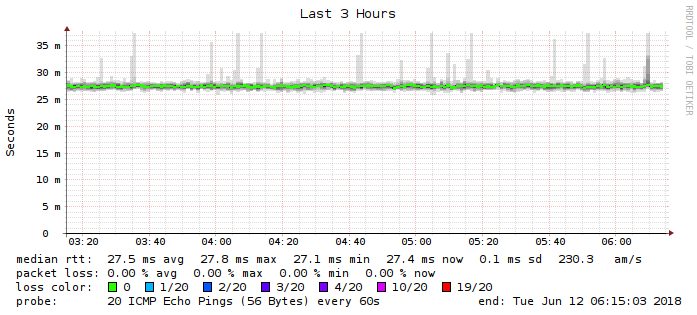 Last 3 Hours
RRDTOOL / TOBI OETIKER
Seconds
35 m
30 m
25 m
20 m
15 m
10 m
5 m
0
03:20 03:40 04:00 04:20 04:40 05:00 05:20 05:40 06:00
median rtt: 27.5 ms avg 27.8 ms max 27.1 ms min 27.4 ms now 0.1 ms sd 230.3 am/s
packet loss: 0.00 % avg 0.00 % max 0.00 % min 0.00 % now
loss color: 0 1/20 2/20 3/20 4/20 10/20 19/20
probe: 20 ICMP Echo Pings (56 Bytes) every 60s end: Tue Jun 12 06:15:03 2018